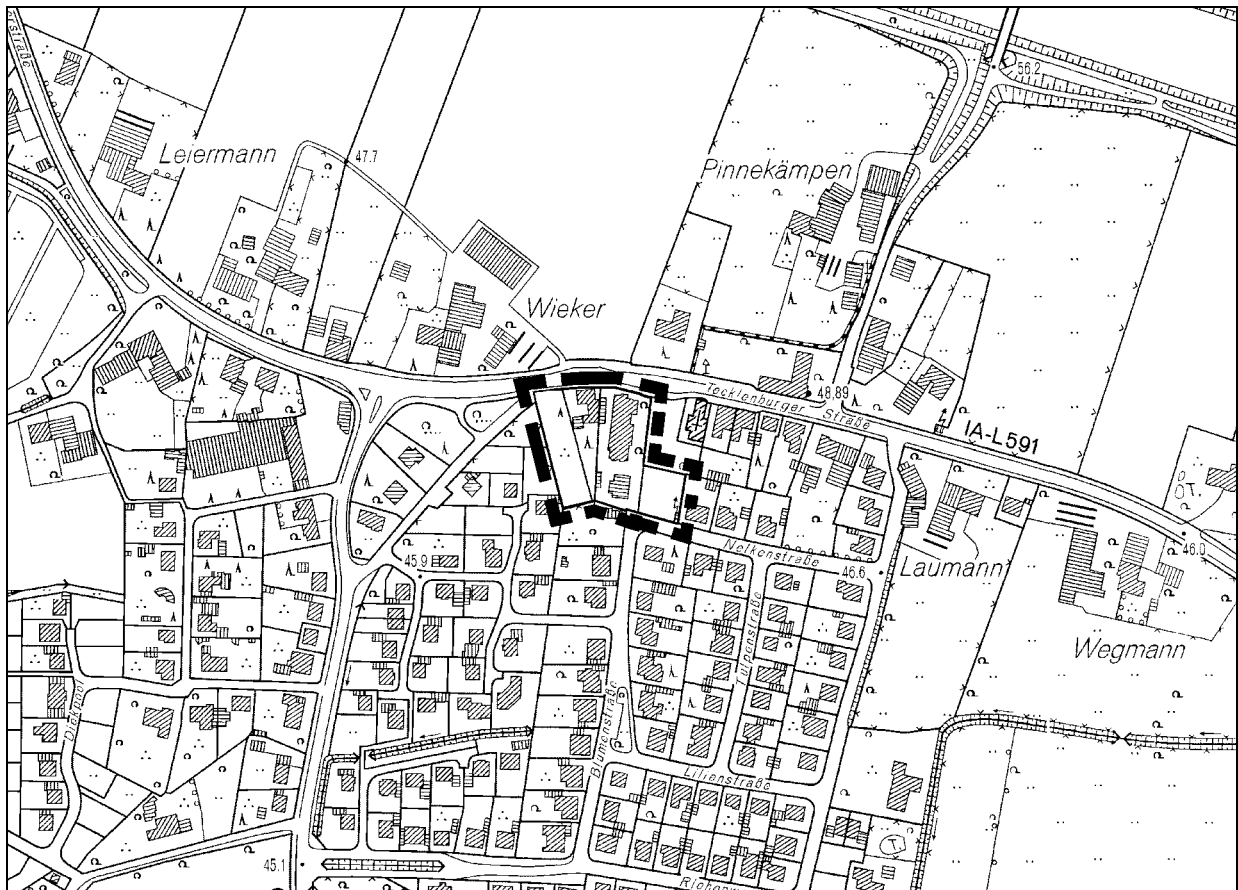 56.2
Leiermann
47.7
Pinnekämpen
Wieker
Tecklenburger Straße
48,89
IA-L591
46.0
Nelkenstraße
46.6
45.9
Laumann
Wegmann
Tulpenstraße
Blumenstraße
Lilienstraße
45.1